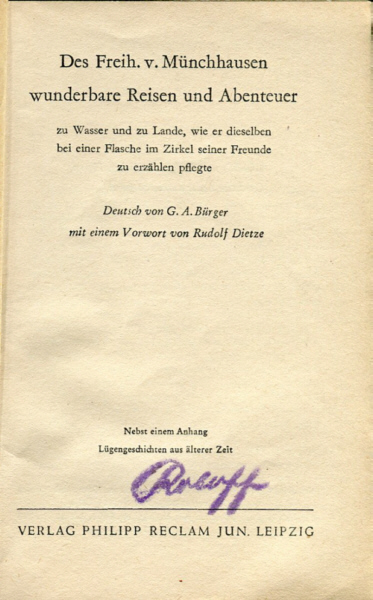 Des Freih. v. Münchhausen
wunderbare Reisen und Abenteuer
zu Wasser und zu Lande, wie er dieselben
bei einer Flasche im Zirkel seiner Freunde
zu erzählen pflegte
Deutsch von G. A. Bürger
mit einem Vorwort von Rudolf Dietze
Nebst einem Anhang
Lügengeschichten aus älterer Zeit
VERLAG PHILIPP RECLAM JUN. LEIPZIG